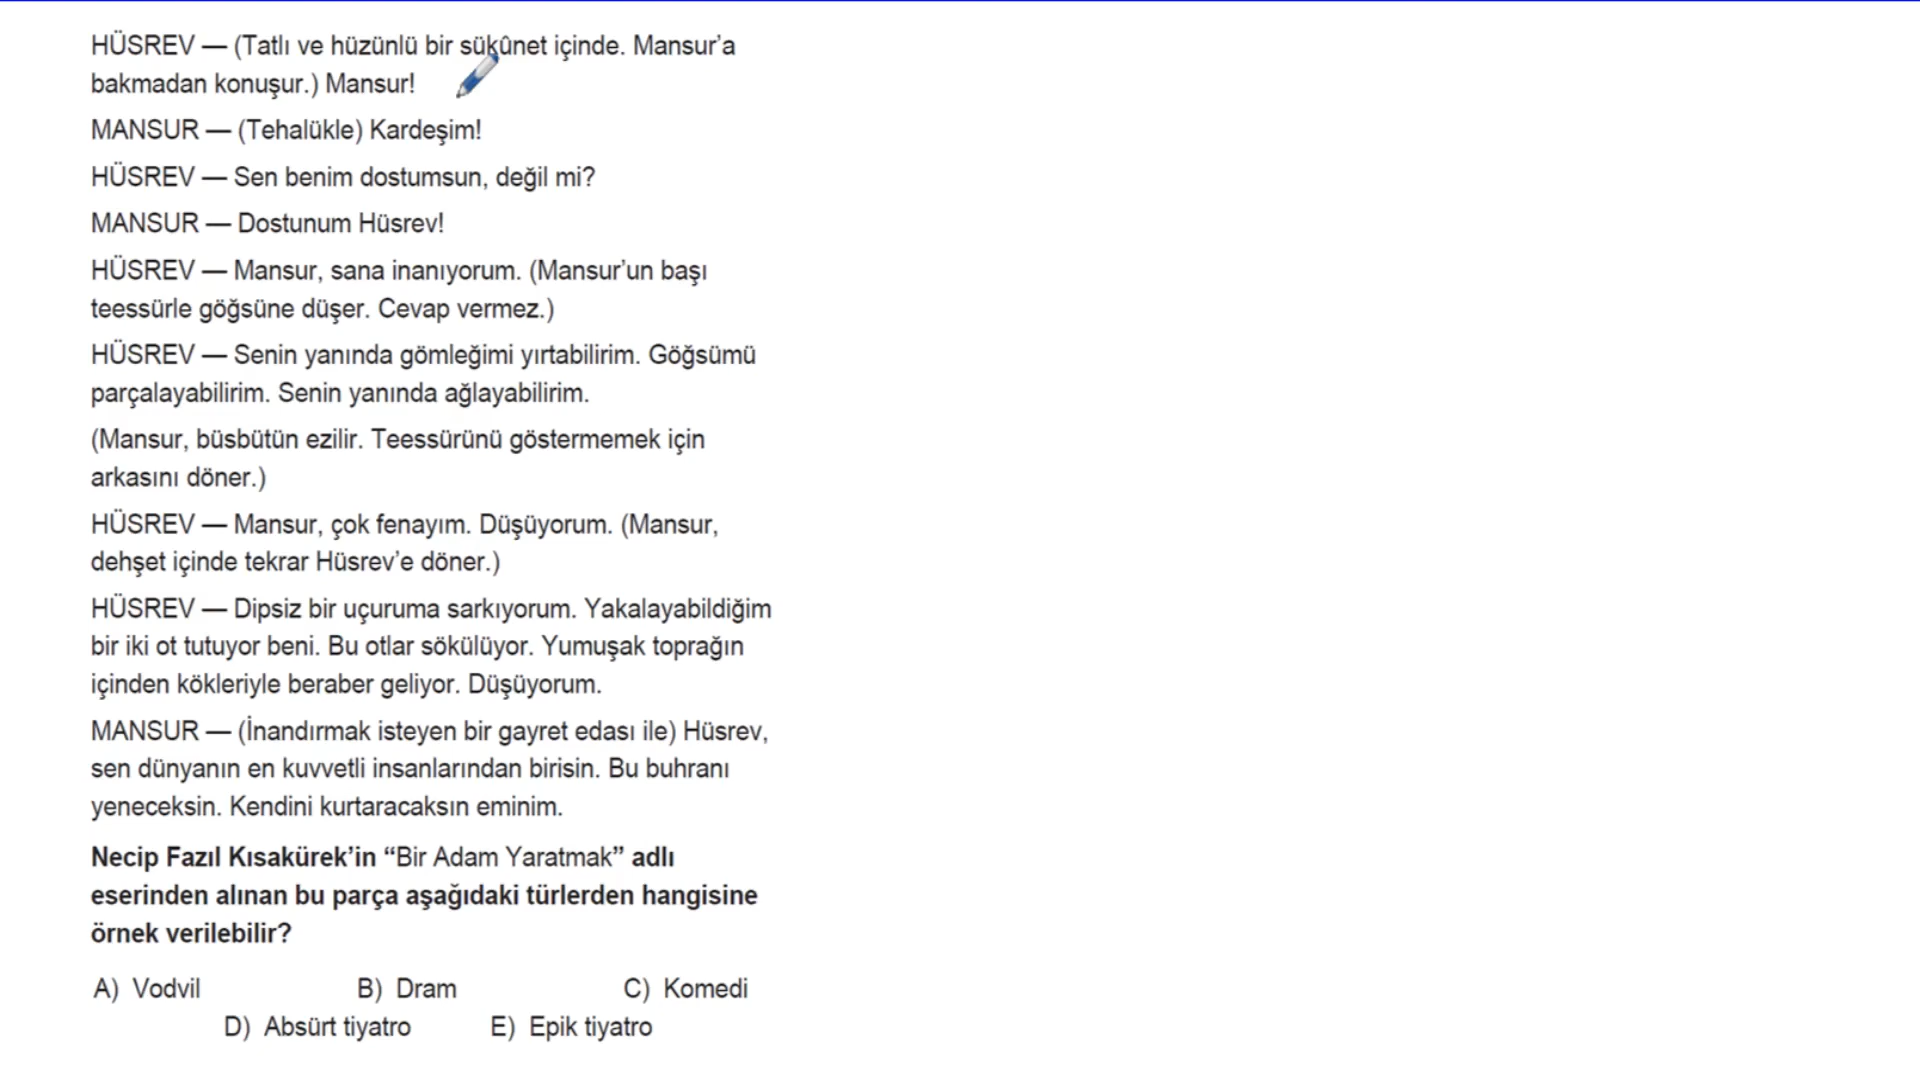 HÜSREV — (Tatlı ve hüzünlü bir sükûnet içinde. Mansur’a
bakmadan konuşur.) Mansur!
MANSUR — (Tehalükle) Kardeşim!
HÜSREV — Sen benim dostumsun, değil mi?
MANSUR — Dostunum Hüsrev!
HÜSREV — Mansur, sana inanıyorum. (Mansur’un başı
teessürle göğsüne düşer. Cevap vermez.)
HÜSREV — Senin yanında gömleğimi yırtabilirim. Göğsümü
parçalayabilirim. Senin yanında ağlayabilirim.
(Mansur, büsbütün ezilir. Teessürünü göstermemek için
arkasını döner.)
HÜSREV — Mansur, çok fenayım. Düşüyorum. (Mansur,
dehşet içinde tekrar Hüsrev’e döner.)
HÜSREV — Dipsiz bir uçuruma sarkıyorum. Yakalayabildiğim
bir iki ot tutuyor beni. Bu otlar sökülüyor. Yumuşak toprağın
içinden kökleriyle beraber geliyor. Düşüyorum.
MANSUR — (İnandırmak isteyen bir gayret edası ile) Hüsrev,
sen dünyanın en kuvvetli insanlarından birisin. Bu buhranı
yeneceksin. Kendini kurtaracaksın eminim.
Necip Fazıl Kısakürek’in “Bir Adam Yaratmak” adlı
eserinden alınan bu parça aşağıdaki türlerden hangisine
örnek verilebilir?
A) Vodvil B) Dram C) Komedi
D) Absürt tiyatro E) Epik tiyatro